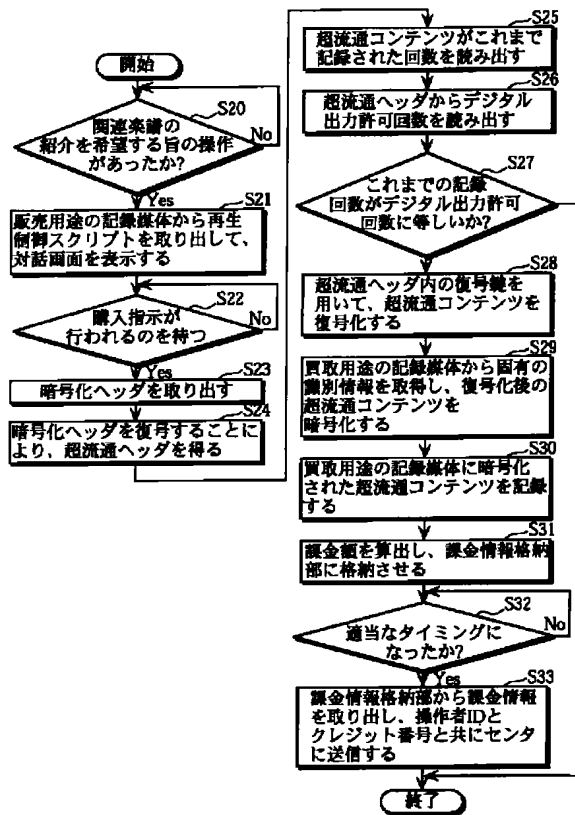 開始
S20
関連楽譜の
紹介を希望する旨の操作
があったか?
No
Yes
S21
販売用途の記録媒体から再生
制御スクリプトを取り出して、
対話画面を表示する
S22
購入指示が
行われるのを待つ
No
Yes
S23
暗号化ヘッダを取り出す
S24
暗号化ヘッダを復号することに
より、超流通ヘッダを得る
S25
超流通コンテンツがこれまで
記録された回数を読み出す
S26
超流通ヘッダからデジタル
出力許可回数を読み出す
S27
これまでの記録
回数がデジタル出力許可
回数に等しいか?
S28
超流通ヘッダ内の復号鍵を
用いて、超流通コンテンツを
復号化する
S29
買取用途の記録媒体から固有の
識別情報を取得し、復号化後の
超流通コンテンツを
暗号化する
S30
買取用途の記録媒体に暗号化
された超流通コンテンツを記録
する
S31
課金額を算出し、課金情報格納
部に格納させる
S32
適当なタイミングに
なったか?
No
Yes
S33
課金情報格納部から課金情報
を取り出し、操作者IDと
クレジット番号と共にセンタ
に送信する
終了